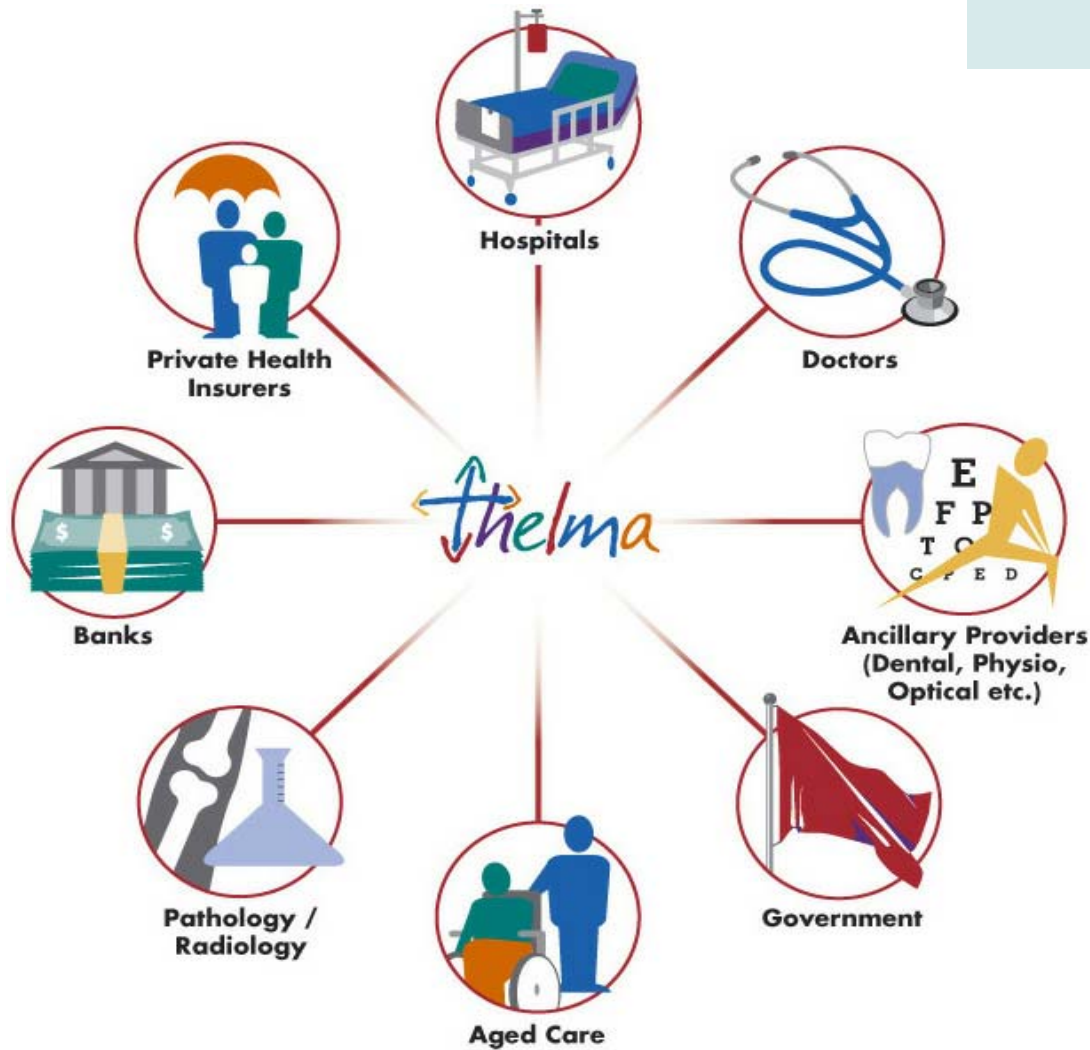 Hospitals
Private Health
Insurers
Doctors
thelma
Banks
E
F P
T O
C P E D
Ancillary Providers
(Dental, Physio,
Optical etc.)
$ $
Pathology /
Radiology
Government
Aged Care